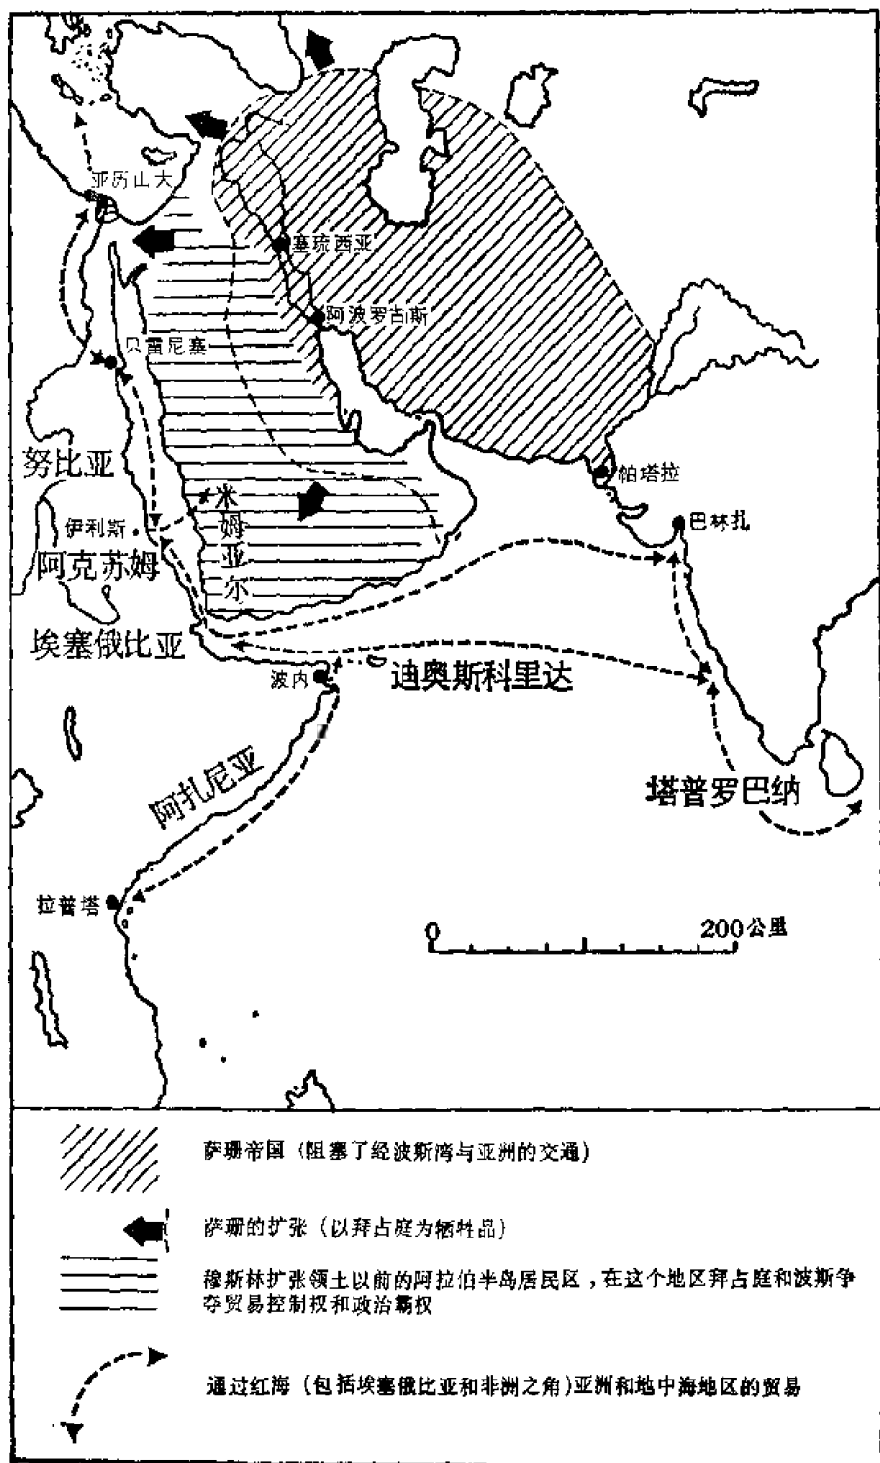 亚历山大
塞琉西亚
阿波罗古斯
贝雷尼塞
努比亚
帕塔拉
米姆亚尔
伊利斯
巴林扎
阿克苏姆
埃塞俄比亚
波内
迪奥斯科里达
阿扎尼亚
塔普罗巴纳
拉普塔
0 200公里
萨珊帝国(阻塞了经波斯湾与亚洲的交通)
萨珊的扩张(以拜占庭为牺牲品)
穆斯林扩张领土以前的阿拉伯半岛居民区,在这个地区拜占庭和波斯争
夺贸易控制权和政治霸权
通过红海(包括埃塞俄比亚和非洲之角)亚洲和地中海地区的贸易